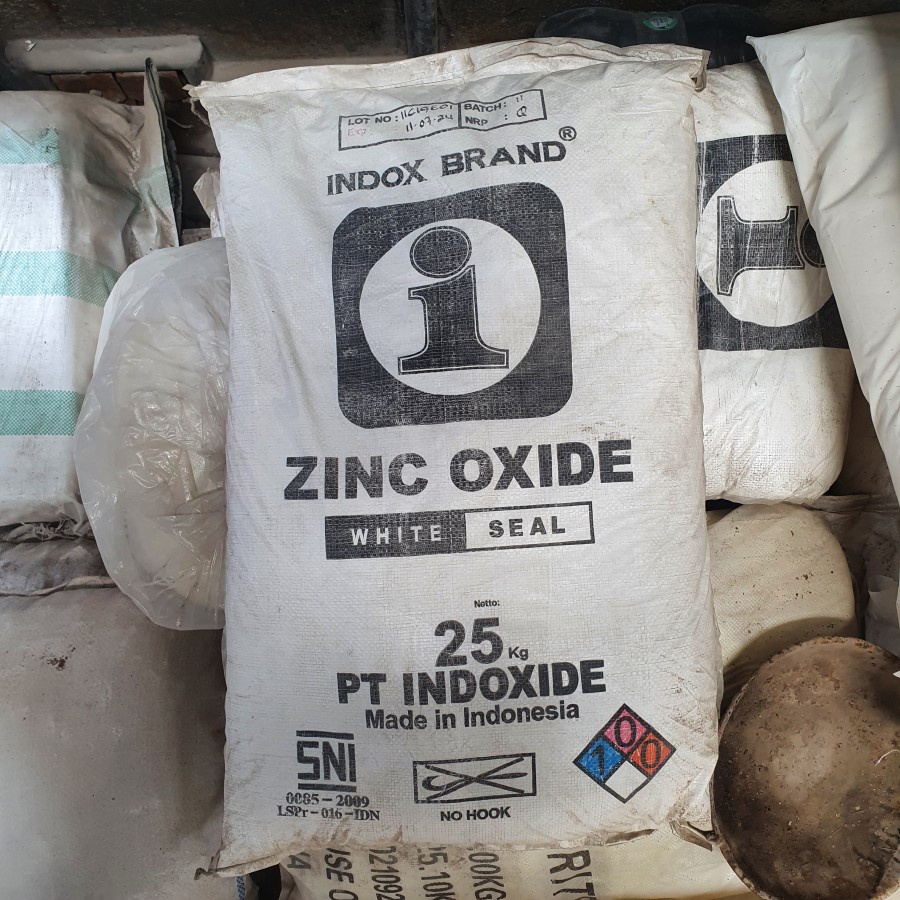 LOT NO : 11C19E01 BATCH: 11
11-07-24 NRP : Q
INDOX BRAND®
i
ZINC OXIDE
WHITE SEAL
Netto:
25 Kg
PT INDOXIDE
Made in Indonesia
SNI
0085 - 2009
LSPr - 016 - IDN
NO HOOK
0
1 0